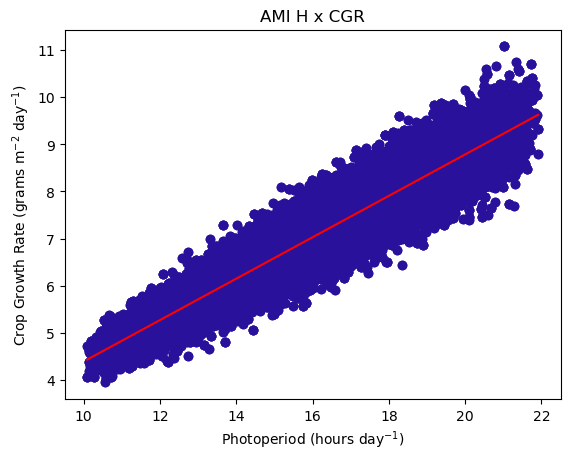 AMI H x CGR
Crop Growth Rate (grams m⁻² day⁻¹)
11
10
9
8
7
6
5
4
10 12 14 16 18 20 22
Photoperiod (hours day⁻¹)